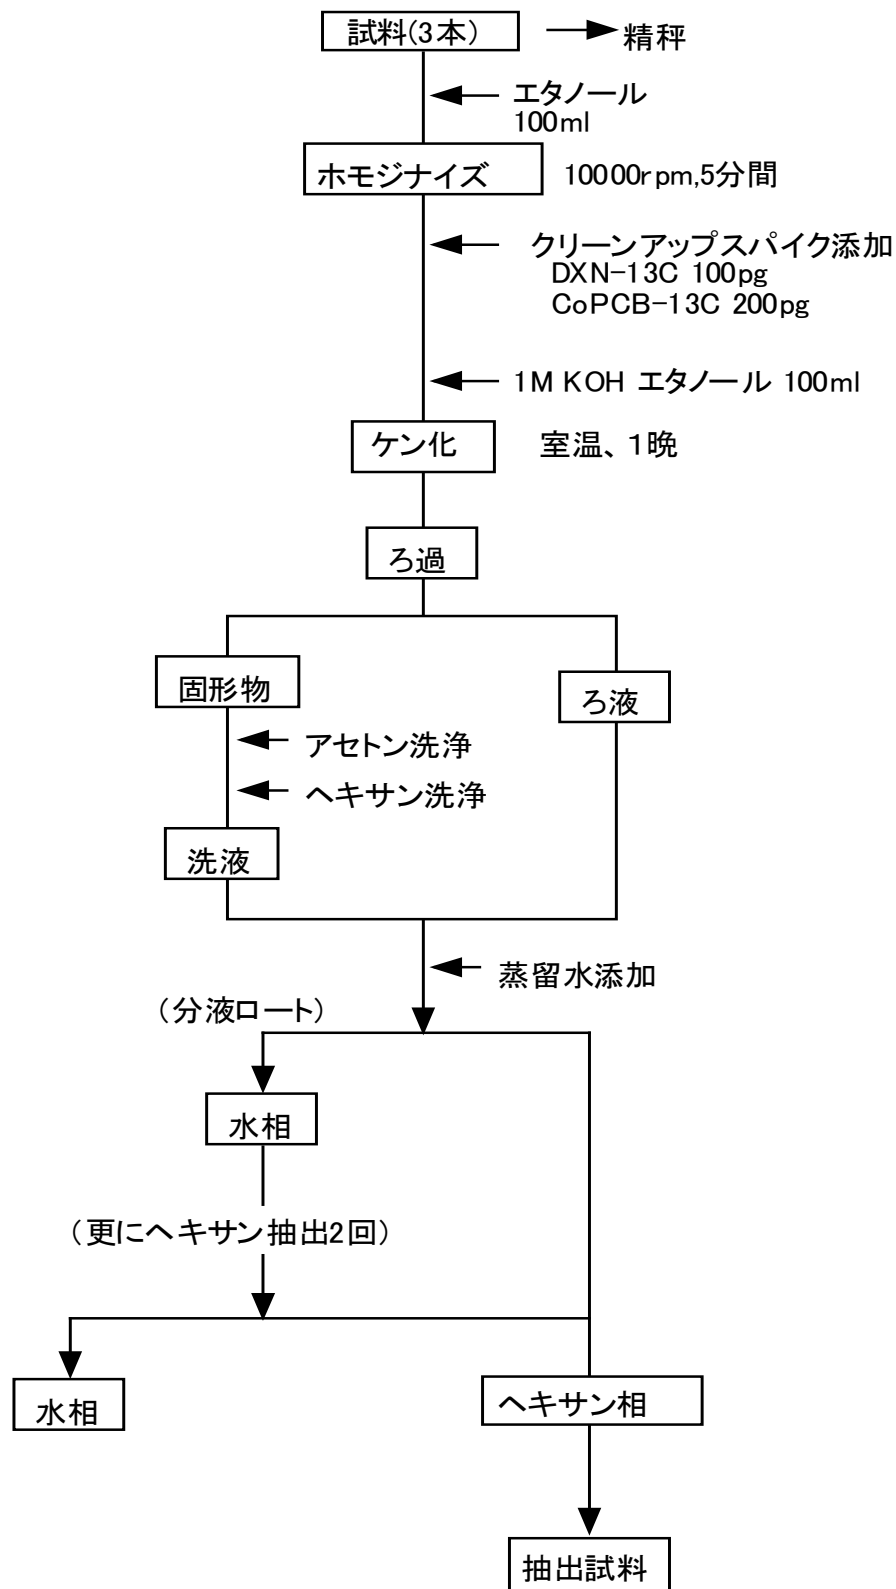 試料(3本)
精秤
エタノール
100ml
ホモジナイズ
10000rpm,5分間
クリーンアップスパイク添加
DXN-13C 100pg
CoPCB-13C 200pg
1M KOH エタノール 100ml
ケン化
室温、1晩
ろ過
固形物
ろ液
アセトン洗浄
ヘキサン洗浄
洗液
蒸留水添加
(分液ロート)
水相
(更にヘキサン抽出2回)
水相
ヘキサン相
抽出試料